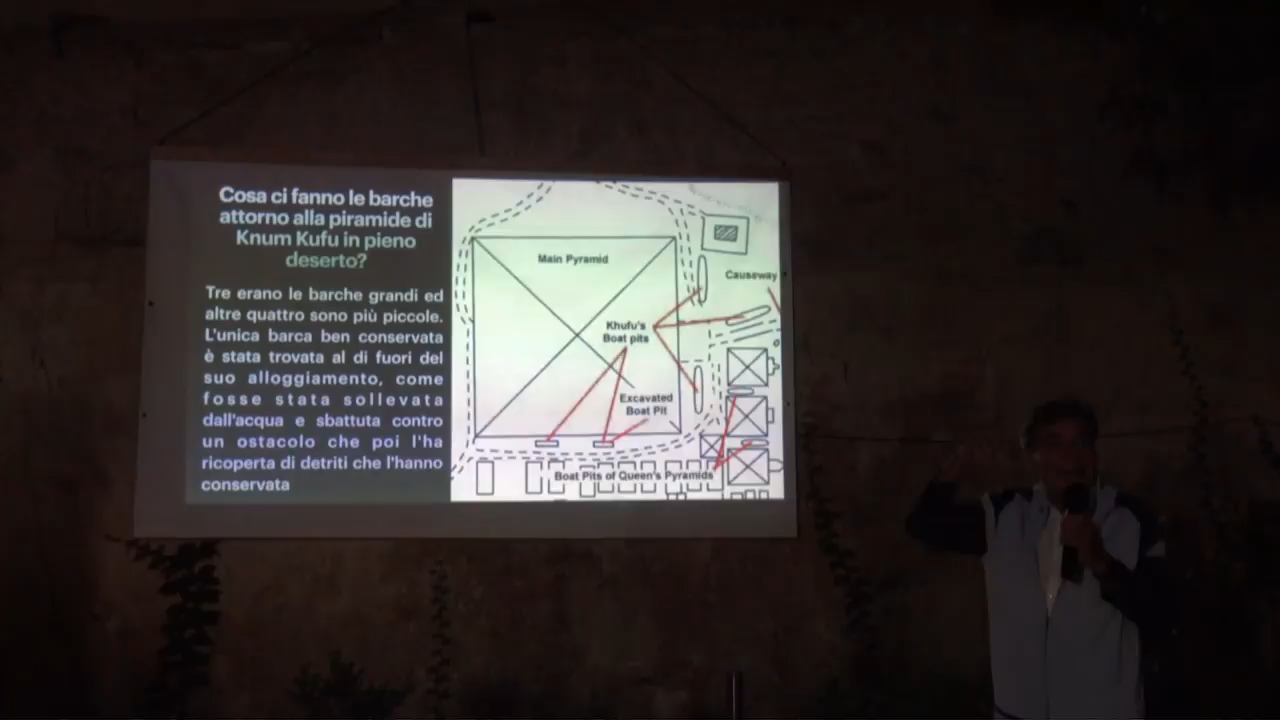 Cosa ci fanno le barche
attorno alla piramide di
Knum Kufu in pieno
deserto?
Tre erano le barche grandi ed
altre quattro sono più piccole.
L'unica barca ben conservata
è stata trovata al di fuori del
suo alloggiamento, come
fosse stata sollevata
dall'acqua e sbattuta contro
un ostacolo che poi l'ha
ricoperta di detriti che l'hanno
conservata
Main Pyramid
Causeway
Khufu's
Boat pits
Excavated
Boat Pit
Boat Pits of Queen's Pyramids